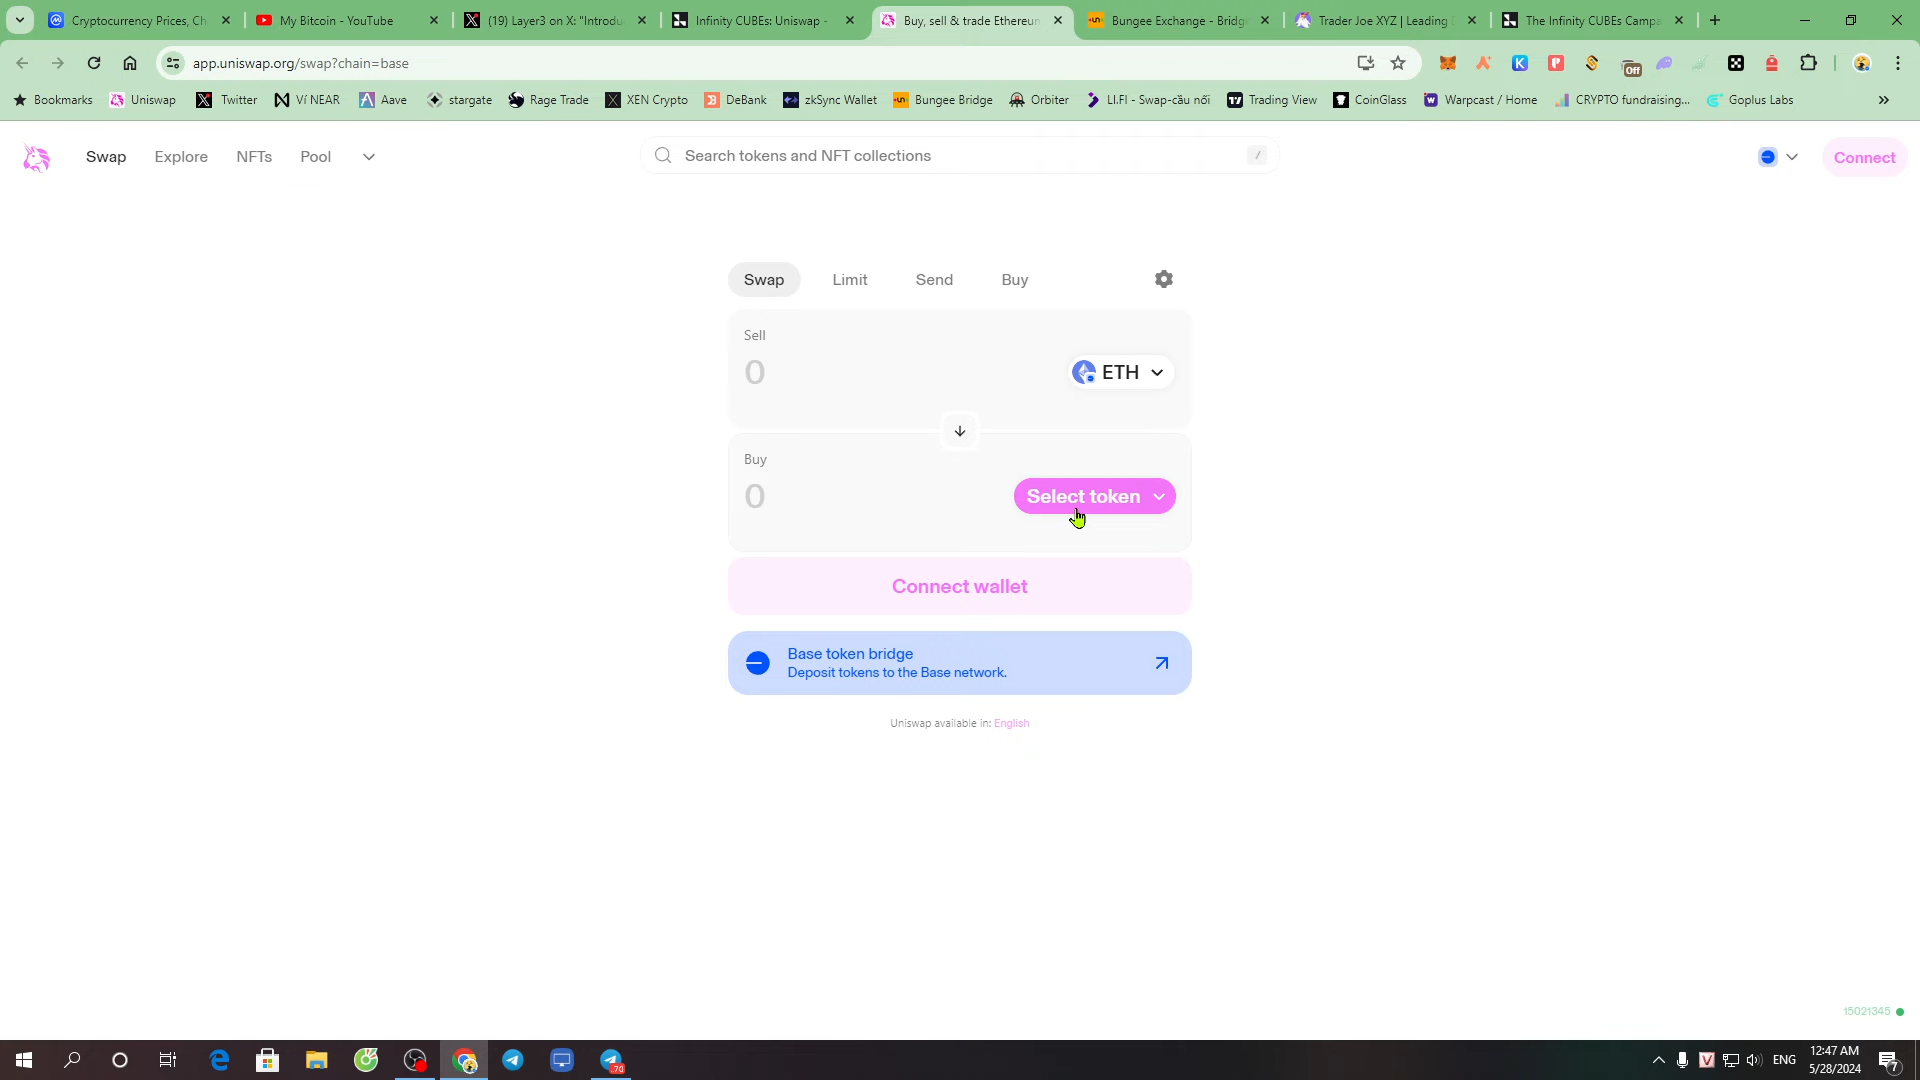 Cryptocurrency Prices, Ch
My Bitcoin - YouTube
(19) Layer3 on X: "Introdu
Infinity CUBEs: Uniswap -
Buy, sell & trade Ethereum
Bungee Exchange - Bridge
Trader Joe XYZ | Leading
The Infinity CUBEs Campa
app.uniswap.org/swap?chain=base
Off
Bookmarks
Uniswap
Twitter
Ví NEAR
Aave
stargate
Rage Trade
XEN Crypto
DeBank
zkSync Wallet
Bungee Bridge
Orbiter
LI.FI - Swap-cầu nối
Trading View
CoinGlass
Warpcast / Home
CRYPTO fundraising...
Goplus Labs
Swap
Explore
NFTs
Pool
Search tokens and NFT collections
/
Connect
Swap
Limit
Send
Buy
Sell
0
ETH
Buy
0
Select token
Connect wallet
Base token bridge
Deposit tokens to the Base network.
Uniswap available in: English
15021345
70
ENG
12:47 AM
5/28/2024
7